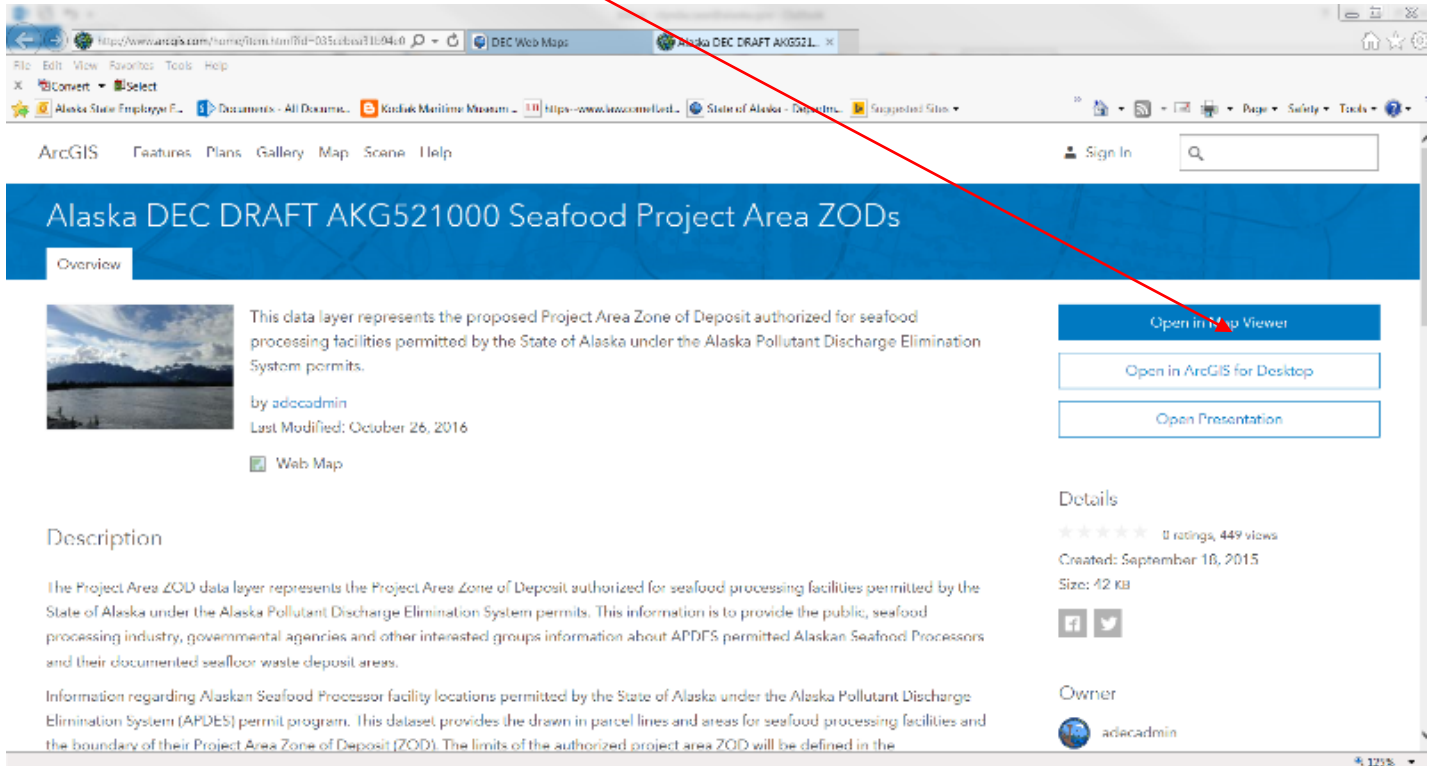 DEC Web Maps
Alaska DEC DRAFT AKG521...
File Edit View Favorites Tools Help
X Convert Select
Alaska State Employye F... Documents - All Docume... Kodiak Maritime Museum ... State of Alaska - Departm... Suggested Sites
Page Safety Tools
ArcGIS Features Plans Gallery Map Scene Help
Sign In
Alaska DEC DRAFT AKG521000 Seafood Project Area ZODs
Overview
This data layer represents the proposed Project Area Zone of Deposit authorized for seafood
processing facilities permitted by the State of Alaska under the Alaska Pollutant Discharge Elimination
System permits.
by adecadmin
Last Modified: October 26, 2016
Web Map
Open in Map Viewer
Open in ArcGIS for Desktop
Open Presentation
Details
0 ratings, 449 views
Created: September 18, 2015
Size: 42 KB
Description
The Project Area ZOD data layer represents the Project Area Zone of Deposit authorized for seafood processing facilities permitted by the
State of Alaska under the Alaska Pollutant Discharge Elimination System permits. This information is to provide the public, seafood
processing industry, governmental agencies and other interested groups information about APDES permitted Alaskan Seafood Processors
and their documented seafloor waste deposit areas.
Information regarding Alaskan Seafood Processor facility locations permitted by the State of Alaska under the Alaska Pollutant Discharge
Elimination System (APDES) permit program. This dataset provides the drawn in parcel lines and areas for seafood processing facilities and
the boundary of their Project Area Zone of Deposit (ZOD). The limits of the authorized project area ZOD will be defined in the
Owner
adecadmin
125%